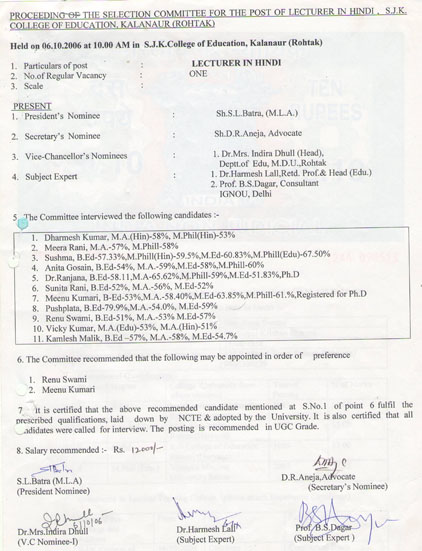 PROCEEDING OF THE SELECTION COMMITTEE FOR THE POST OF LECTURER IN HINDI , S.J.K.
COLLEGE OF EDUCATION, KALANAUR (ROHTAK)
Held on 06.10.2006 at 10.00 AM in S.J.K.College of Education, Kalanaur (Rohtak)
1. Particulars of post : LECTURER IN HINDI
2. No.of Regular Vacancy : ONE
3. Scale :
PRESENT
1. President's Nominee : Sh.S.L.Batra, (M.L.A.)
2. Secretary's Nominee : Sh.D.R.Aneja, Advocate
3. Vice-Chancellor's Nominees : 1. Dr.Mrs. Indira Dhull (Head),
Deptt.of Edu, M.D.U.,Rohtak
4. Subject Expert : 1. Dr.Harmesh Lall,Retd. Prof.& Head (Edu.)
2. Prof. B.S.Dagar, Consultant
IGNOU, Delhi
5. The Committee interviewed the following candidates :-
1. Dharmesh Kumar, M.A.(Hin)-58%, M.Phil(Hin)-53%
2. Meera Rani, M.A.-57%, M.Phill-58%
3. Sushma, B.Ed-57.33%,M.Phill(Hin)-59.5%,M.Ed-60.83%,M.Phill(Edu)-67.50%
4. Anita Gosain, B.Ed-54%, M.A.-59%, M.Ed-58%,M.Phill-60%
5. Dr.Ranjana, B.Ed-58.11,M.A-65.62%,M.Phill-59%,M.Ed-51.83%,Ph.D
6. Sunita Rani, B.Ed-52%, M.A.-56%, M.Ed-52%
7. Meenu Kumari, B-Ed-53%,M.A.-58.40%,M.Ed-63.85%,M.Phil-61.%,Registered for Ph.D
8. Pushplata, B.Ed-79.9%,M.A.-54.0%, M.Ed-59%
9. Renu Swami, B.Ed-51%, M.A.-53% M.Ed-57%
10. Vicky Kumar, M.A.(Edu)-53%, M.A.(Hin)-51%
11. Kamlesh Malik, B.Ed –57%, M.A.-58%, M.Ed-54.7%
6. The Committee recommended that the following may be appointed in order of preference
1. Renu Swami
2. Meenu Kumari
7. It is certified that the above recommended candidate mentioned at S.No.1 of point 6 fulfil the
prescribed qualifications, laid down by NCTE & adopted by the University. It is also certified that all
candidates were called for interview. The posting is recommended in UGC Grade.
8. Salary recommended :- Rs. 12000/-
S.L.Batra (M.L.A) D.R.Aneja,Advocate
(President Nominee) (Secretary's Nominee)
6/10/06
Dr.Mrs.Indira Dhull Dr.Harmesh Lall Prof. B.S.Dagar
(V.C Nominee-I) (Subject Expert) (Subject Expert )